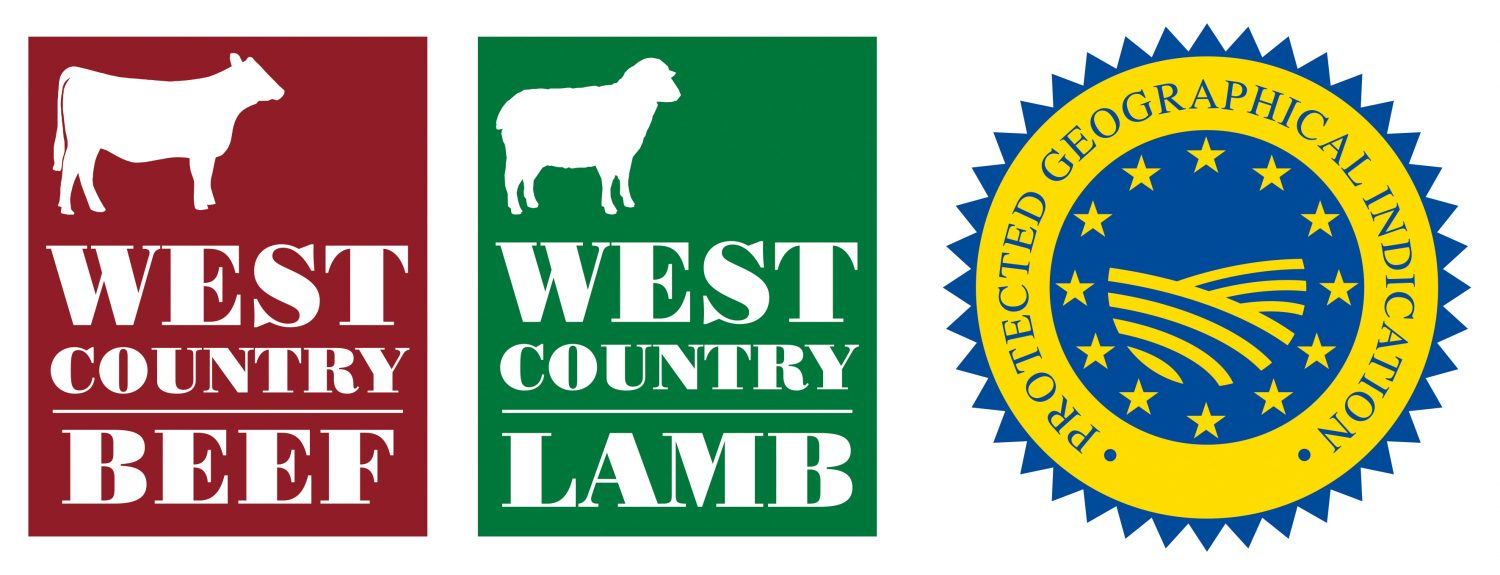 WEST
COUNTRY
BEEF
WEST
COUNTRY
LAMB
• PROTECTED GEOGRAPHICAL INDICATION •